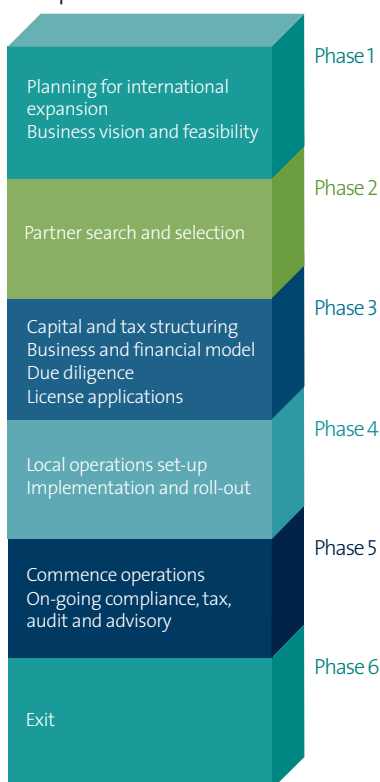 Phase 1
Planning for international
expansion
Business vision and feasibility
Phase 2
Partner search and selection
Phase 3
Capital and tax structuring
Business and financial model
Due diligence
License applications
Phase 4
Local operations set-up
Implementation and roll-out
Phase 5
Commence operations
On-going compliance, tax,
audit and advisory
Phase 6
Exit